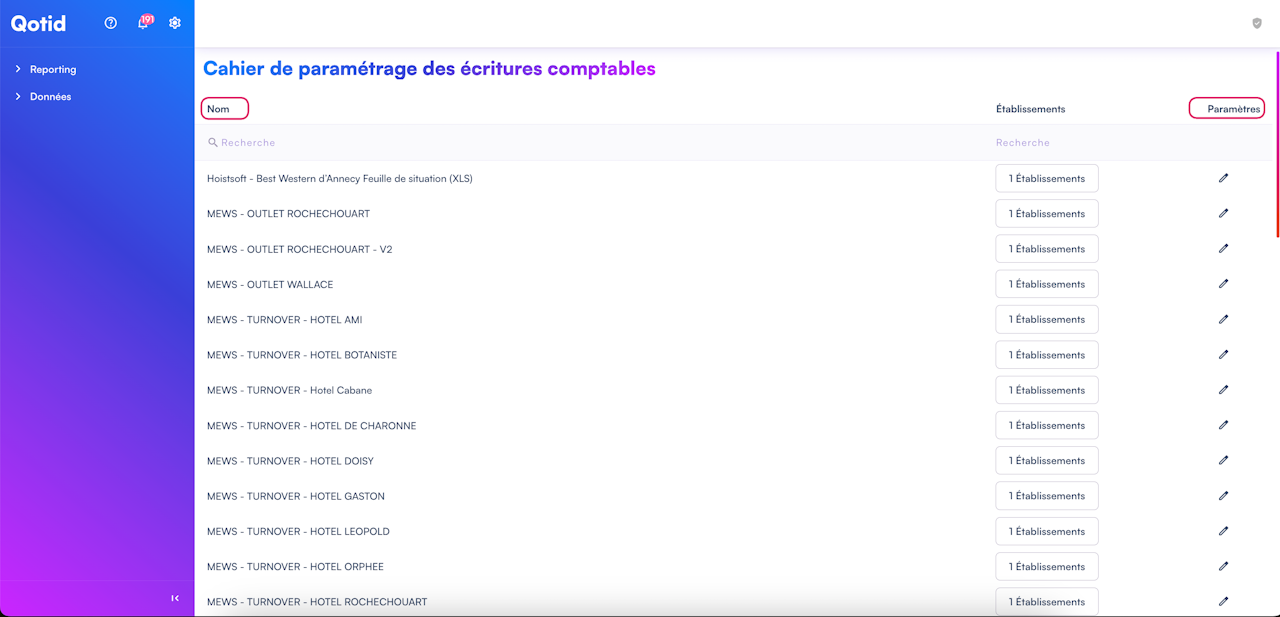 Qotid
191
Reporting
Données
Cahier de paramétrage des écritures comptables
Nom Établissements Paramètres
Recherche Recherche
Hoistsoft - Best Western d'Annecy Feuille de situation (XLS) 1 Établissements
MEWS - OUTLET ROCHECHOUART 1 Établissements
MEWS - OUTLET ROCHECHOUART - V2 1 Établissements
MEWS - OUTLET WALLACE 1 Établissements
MEWS - TURNOVER - HOTEL AMI 1 Établissements
MEWS - TURNOVER - HOTEL BOTANISTE 1 Établissements
MEWS - TURNOVER - Hotel Cabane 1 Établissements
MEWS - TURNOVER - HOTEL DE CHARONNE 1 Établissements
MEWS - TURNOVER - HOTEL DOISY 1 Établissements
MEWS - TURNOVER - HOTEL GASTON 1 Établissements
MEWS - TURNOVER - HOTEL LEOPOLD 1 Établissements
MEWS - TURNOVER - HOTEL ORPHEE 1 Établissements
MEWS - TURNOVER - HOTEL ROCHECHOUART 1 Établissements